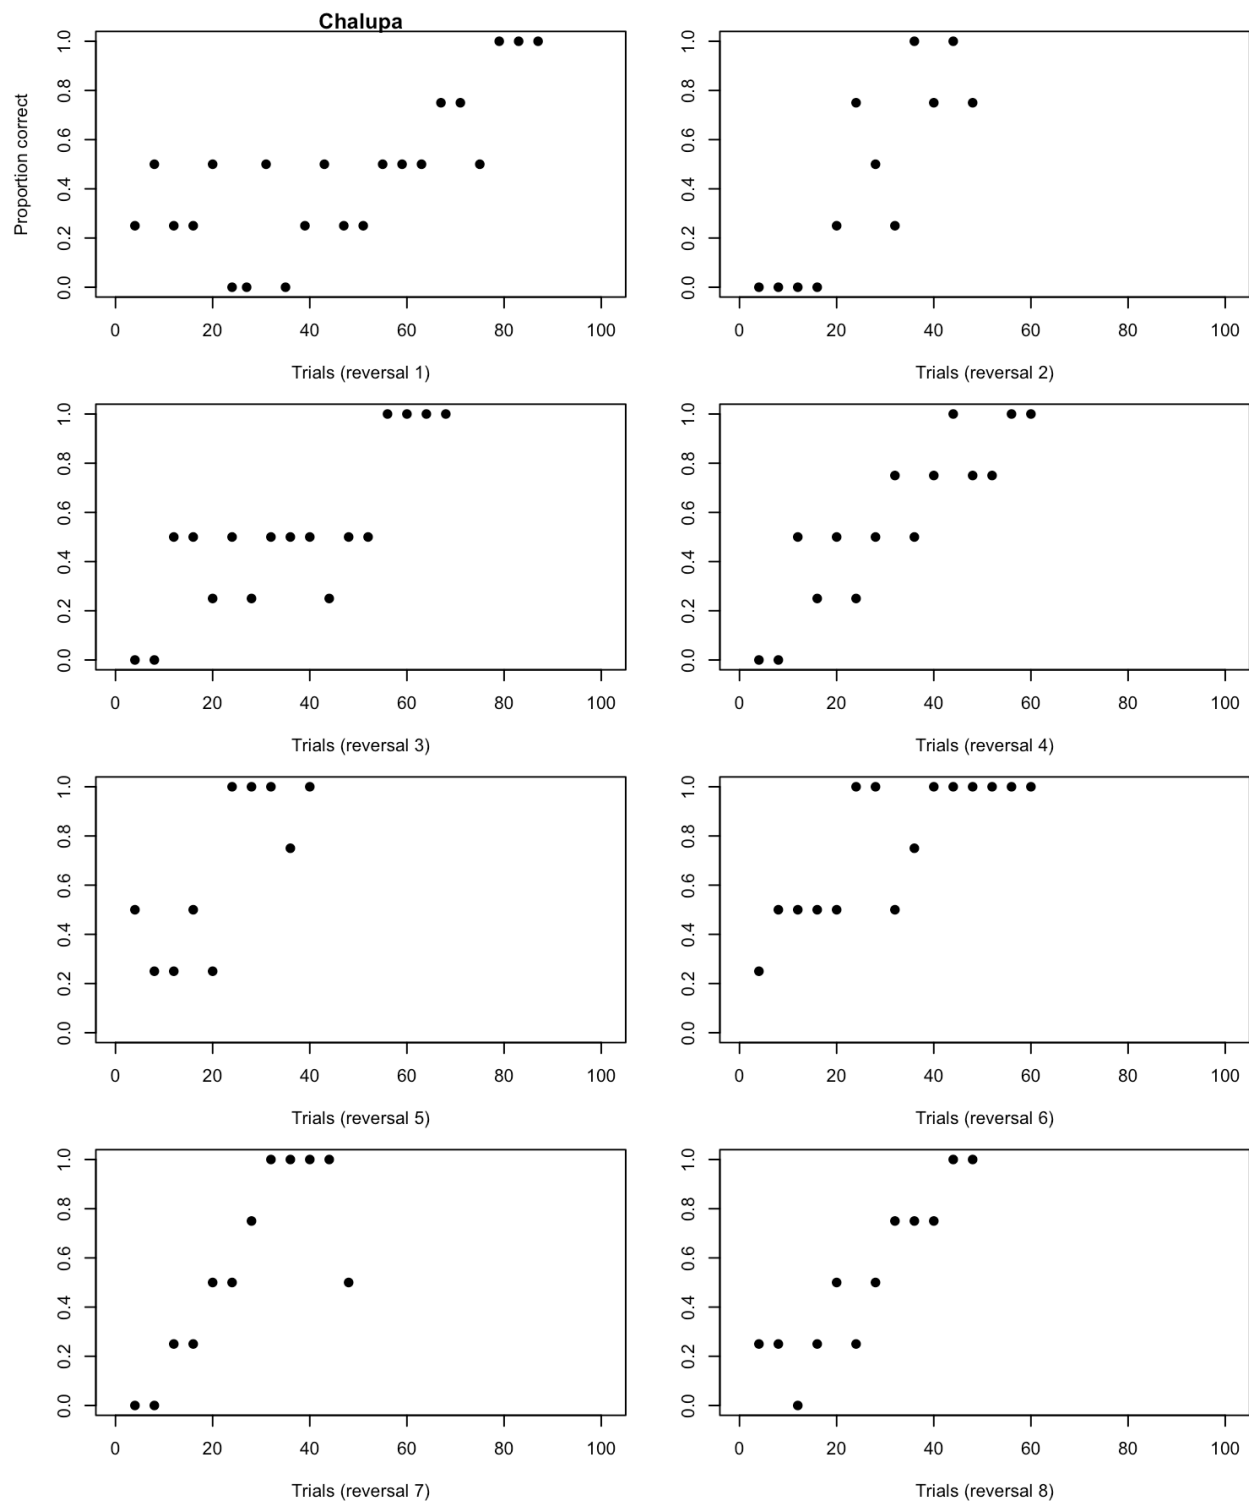 Chalupa
Proportion correct
0.0 0.2 0.4 0.6 0.8 1.0
0 20 40 60 80 100
Trials (reversal 1)
0.0 0.2 0.4 0.6 0.8 1.0
0 20 40 60 80 100
Trials (reversal 2)
0.0 0.2 0.4 0.6 0.8 1.0
0 20 40 60 80 100
Trials (reversal 3)
0.0 0.2 0.4 0.6 0.8 1.0
0 20 40 60 80 100
Trials (reversal 4)
0.0 0.2 0.4 0.6 0.8 1.0
0 20 40 60 80 100
Trials (reversal 5)
0.0 0.2 0.4 0.6 0.8 1.0
0 20 40 60 80 100
Trials (reversal 6)
0.0 0.2 0.4 0.6 0.8 1.0
0 20 40 60 80 100
Trials (reversal 7)
0.0 0.2 0.4 0.6 0.8 1.0
0 20 40 60 80 100
Trials (reversal 8)